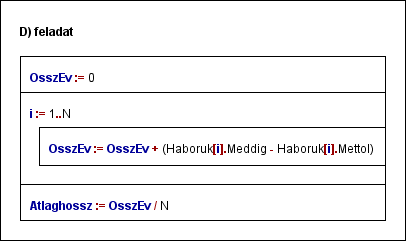 D) feladat
OsszEv := 0
i := 1..N
OsszEv := OsszEv + (Haboruk[i].Meddig - Haboruk[i].Mettol)
Atlaghossz := OsszEv / N